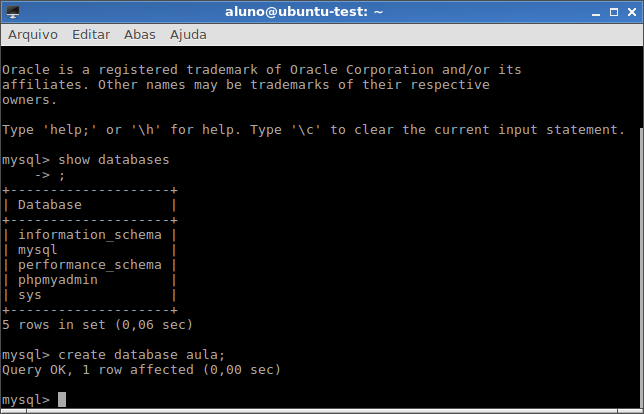 aluno@ubuntu-test: ~
Arquivo Editar Abas Ajuda
Oracle is a registered trademark of Oracle Corporation and/or its
affiliates. Other names may be trademarks of their respective
owners.
Type 'help;' or '\h' for help. Type '\c' to clear the current input statement.
mysql> show databases
    -> ;
+--------------------+
| Database           |
+--------------------+
| information_schema |
| mysql              |
| performance_schema |
| phpmyadmin         |
| sys                |
+--------------------+
5 rows in set (0,06 sec)
mysql> create database aula;
Query OK, 1 row affected (0,00 sec)
mysql>